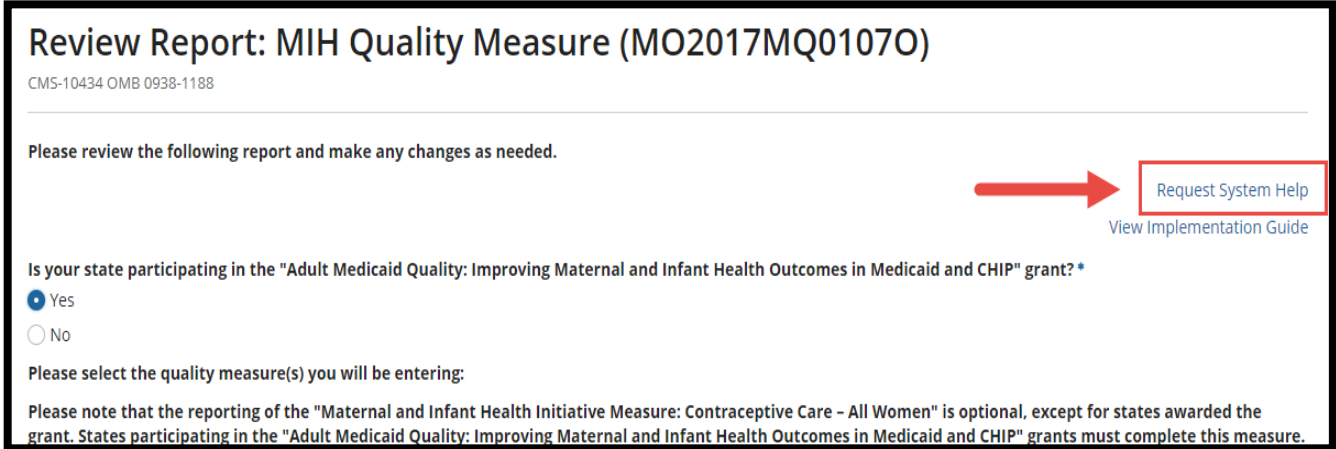 Review Report: MIH Quality Measure (MO2017MQ0107O)
CMS-10434 OMB 0938-1188
Please review the following report and make any changes as needed.
Request System Help
View Implementation Guide
Is your state participating in the "Adult Medicaid Quality: Improving Maternal and Infant Health Outcomes in Medicaid and CHIP" grant? *
Yes
No
Please select the quality measure(s) you will be entering:
Please note that the reporting of the "Maternal and Infant Health Initiative Measure: Contraceptive Care – All Women" is optional, except for states awarded the
grant. States participating in the "Adult Medicaid Quality: Improving Maternal and Infant Health Outcomes in Medicaid and CHIP" grants must complete this measure.